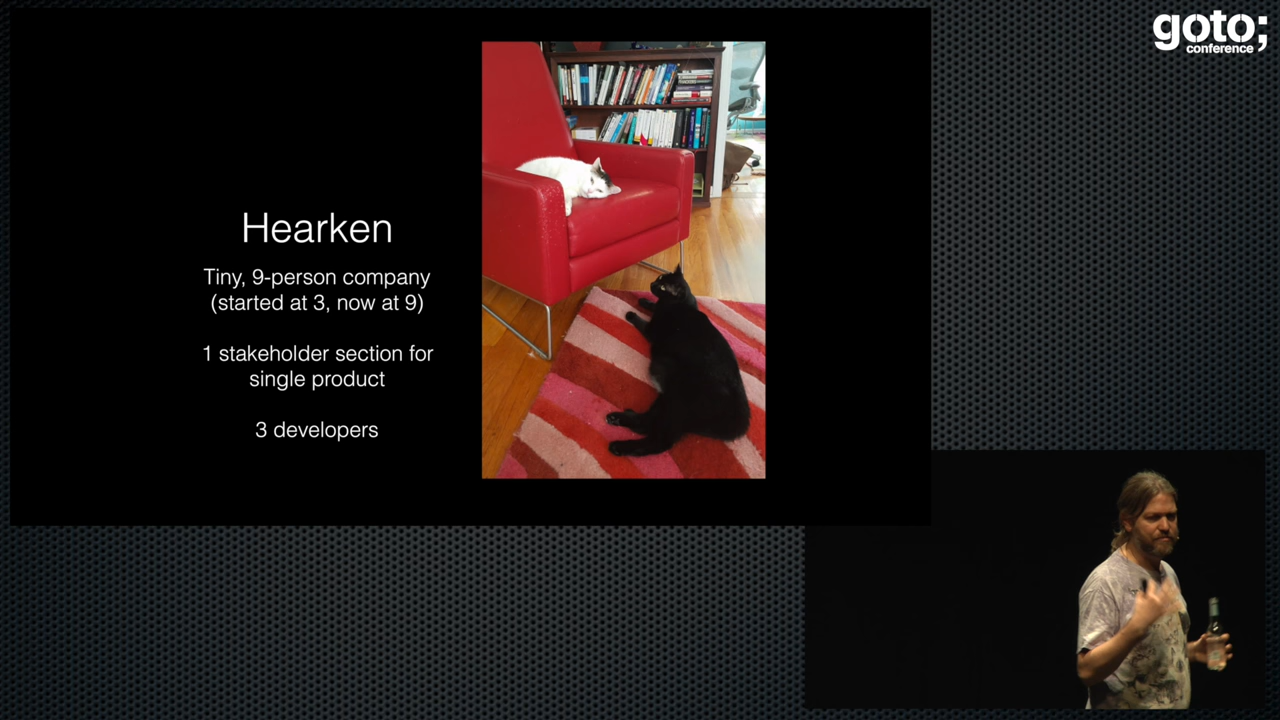 goto;
conference
Hearken
Tiny, 9-person company
(started at 3, now at 9)
1 stakeholder section for
single product
3 developers